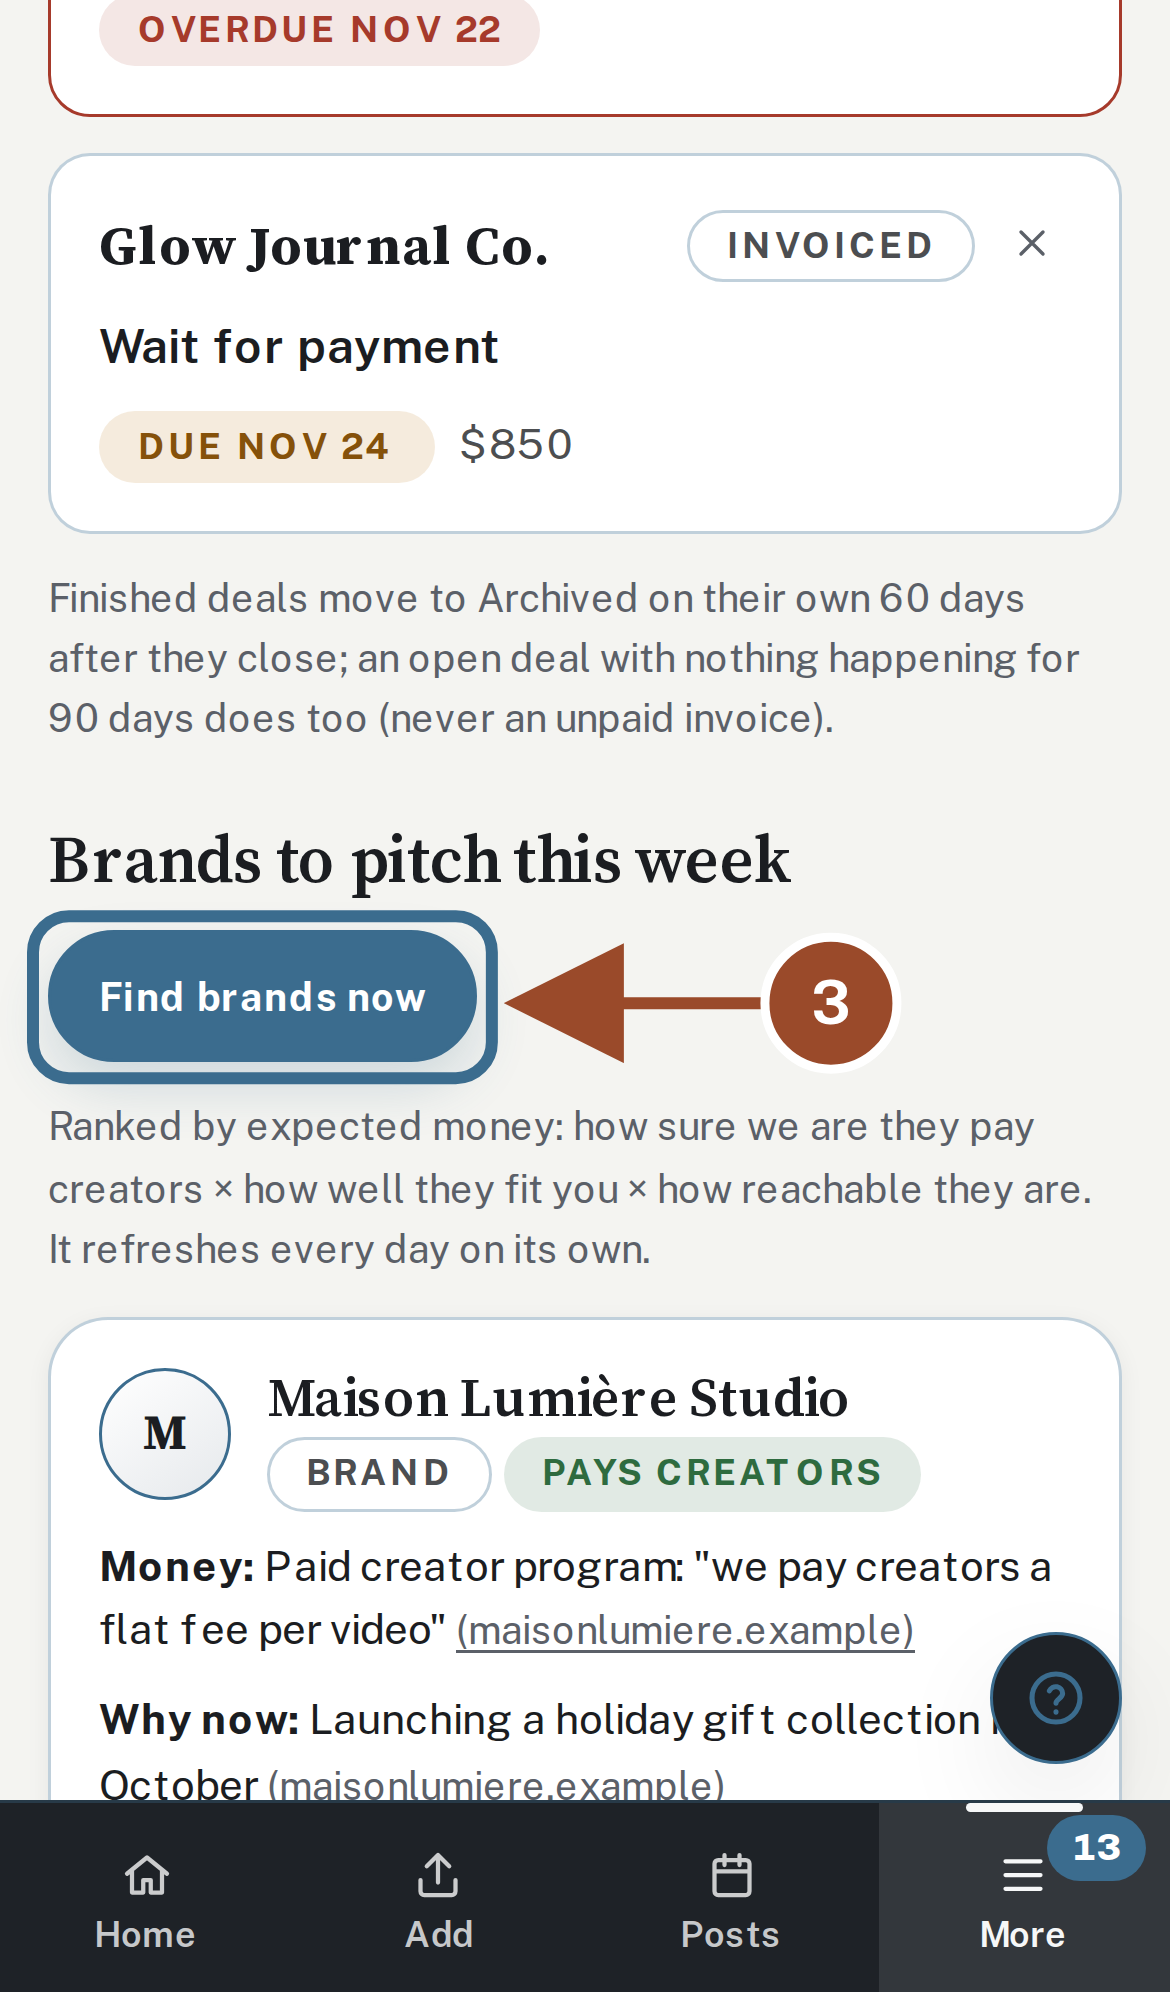 OVERDUE NOV 22
Glow Journal Co.
INVOICED
Wait for payment
DUE NOV 24
$850
Finished deals move to Archived on their own 60 days
after they close; an open deal with nothing happening for
90 days does too (never an unpaid invoice).
Brands to pitch this week
Find brands now
3
Ranked by expected money: how sure we are they pay
creators × how well they fit you × how reachable they are.
It refreshes every day on its own.
M
Maison Lumière Studio
BRAND
PAYS CREATORS
Money: Paid creator program: "we pay creators a
flat fee per video" (maisonlumiere.example)
Why now: Launching a holiday gift collection
October (maisonlumiere.example)
13
Home
Add
Posts
More